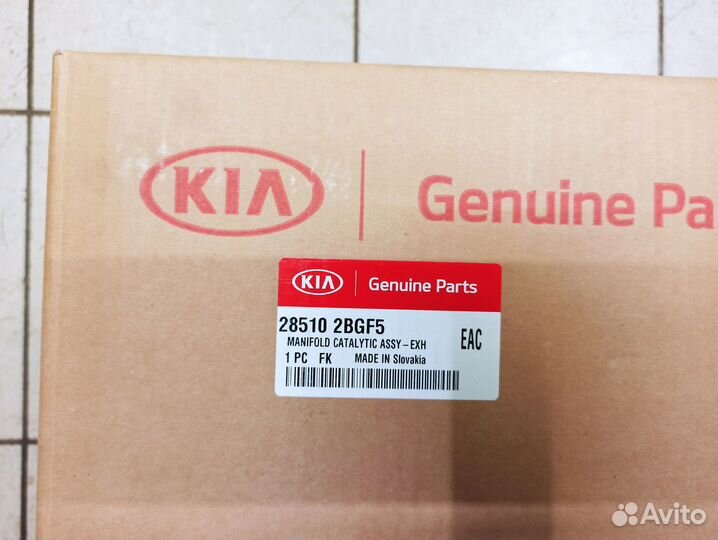 KIA Genuine Pa
KIA Genuine Parts
28510 2BGF5
MANIFOLD CATALYTIC ASSY-EXH
EAC
1 PC FK MADE IN Slovakia
Avito